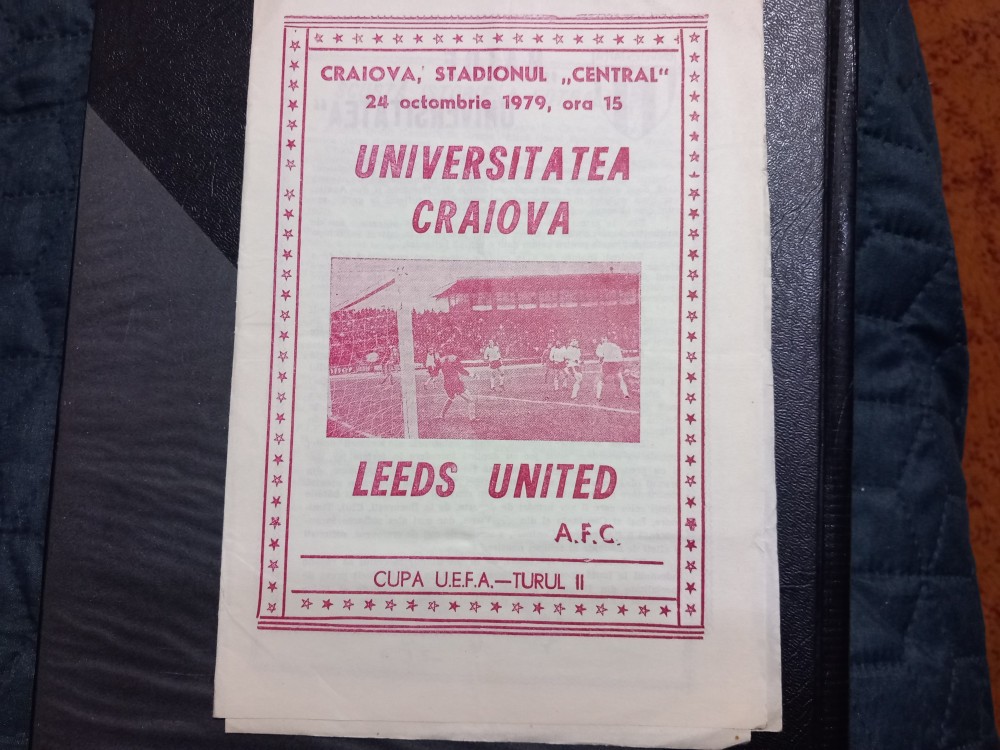 CRAIOVA, STADIONUL „CENTRAL“
24 octombrie 1979, ora 15
UNIVERSITATEA
CRAIOVA
LEEDS UNITED
A.F.C.
CUPA U.E.F.A.—TURUL II